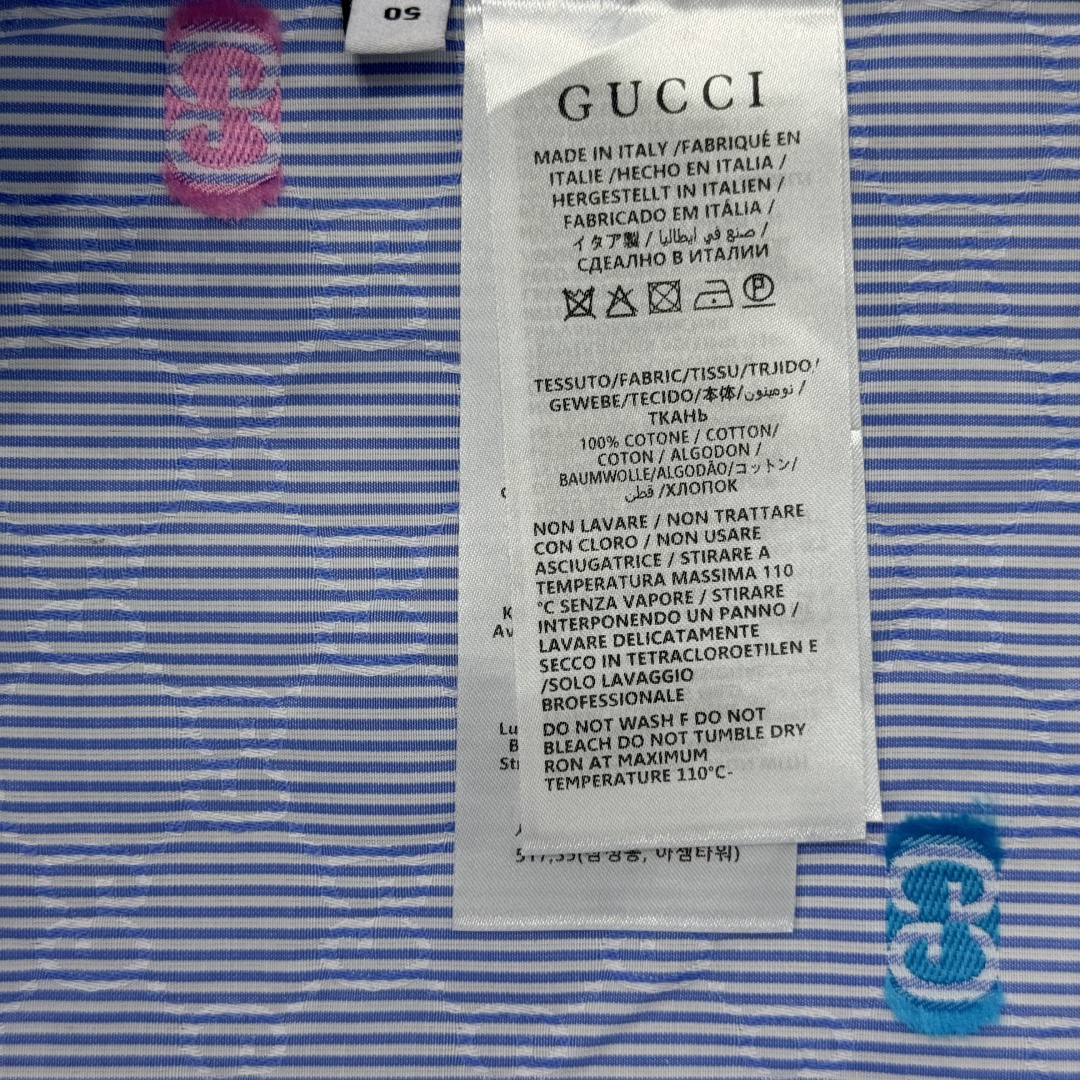 50
GUCCI
MADE IN ITALY /FABRIQUÉ EN
ITALIE /HECHO EN ITALIA /
HERGESTELLT IN ITALIEN /
FABRICADO EM ITÁLIA /
イタア製 / صنع في ايطاليا /
СДЕАЛНО В ИТАЛИИ
TESSUTO/FABRIC/TISSU/TRJIDO/
GEWEBE/TECIDO/本体/نومينون /
ТКАНЬ
100% COTONE / COTTON/
COTON / ALGODON /
BAUMWOLLE/ALGODÃO/コットン/
قطن /ХЛОПОК
NON LAVARE / NON TRATTARE
CON CLORO / NON USARE
ASCIUGATRICE / STIRARE A
TEMPERATURA MASSIMA 110
°C SENZA VAPORE / STIRARE
INTERPONENDO UN PANNO /
LAVARE DELICATAMENTE
SECCO IN TETRACLOROETILEN E
/SOLO LAVAGGIO
BROFESSIONALE
DO NOT WASH F DO NOT
BLEACH DO NOT TUMBLE DRY
RON AT MAXIMUM
TEMPERATURE 110°C-